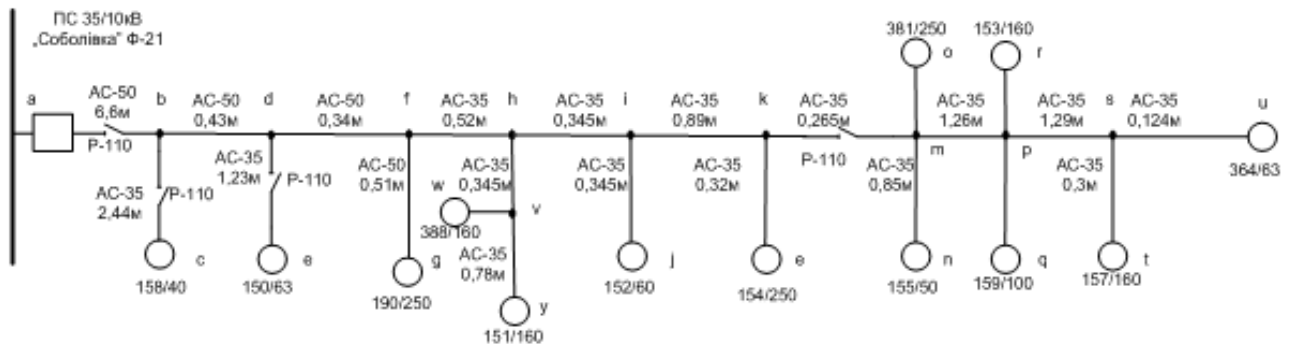 ПС 35/10кВ
„Соболівка" Ф-21
381/250
153/160
o
r
a
АС-50
6,6м
b
АС-50
0,43м
d
АС-50
0,34м
f
АС-35
0,52м
h
АС-35
0,345м
i
АС-35
0,89м
k
АС-35
0,265м
АС-35
1,26м
АС-35
1,29м
s
АС-35
0,124м
u
Р-110
Р-110
m
p
364/63
АС-35
2,44м
Р-110
АС-35
1,23м
Р-110
АС-50
0,51м
АС-35
0,345м
w
v
388/160
АС-35
0,345м
АС-35
0,32м
АС-35
0,85м
АС-35
0,3м
АС-35
0,78м
c
e
g
j
e
n
q
t
158/40
150/63
190/250
152/60
154/250
155/50
159/100
157/160
y
151/160